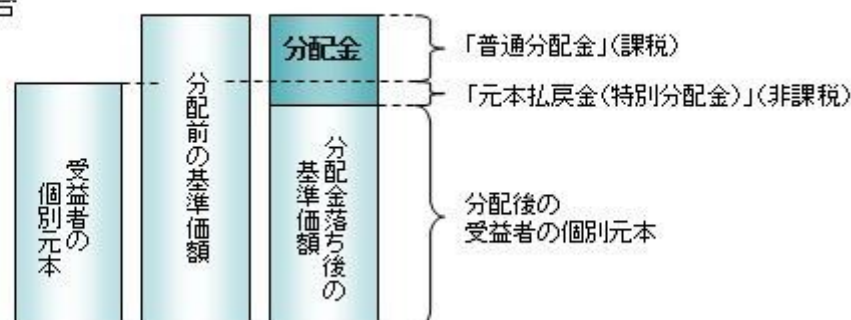 分配金
「普通分配金」(課税)
「元本払戻金(特別分配金)」(非課税)
受益者の
個別元本
分配前の基準価額
分配金落ち後の
基準価額
分配後の
受益者の個別元本